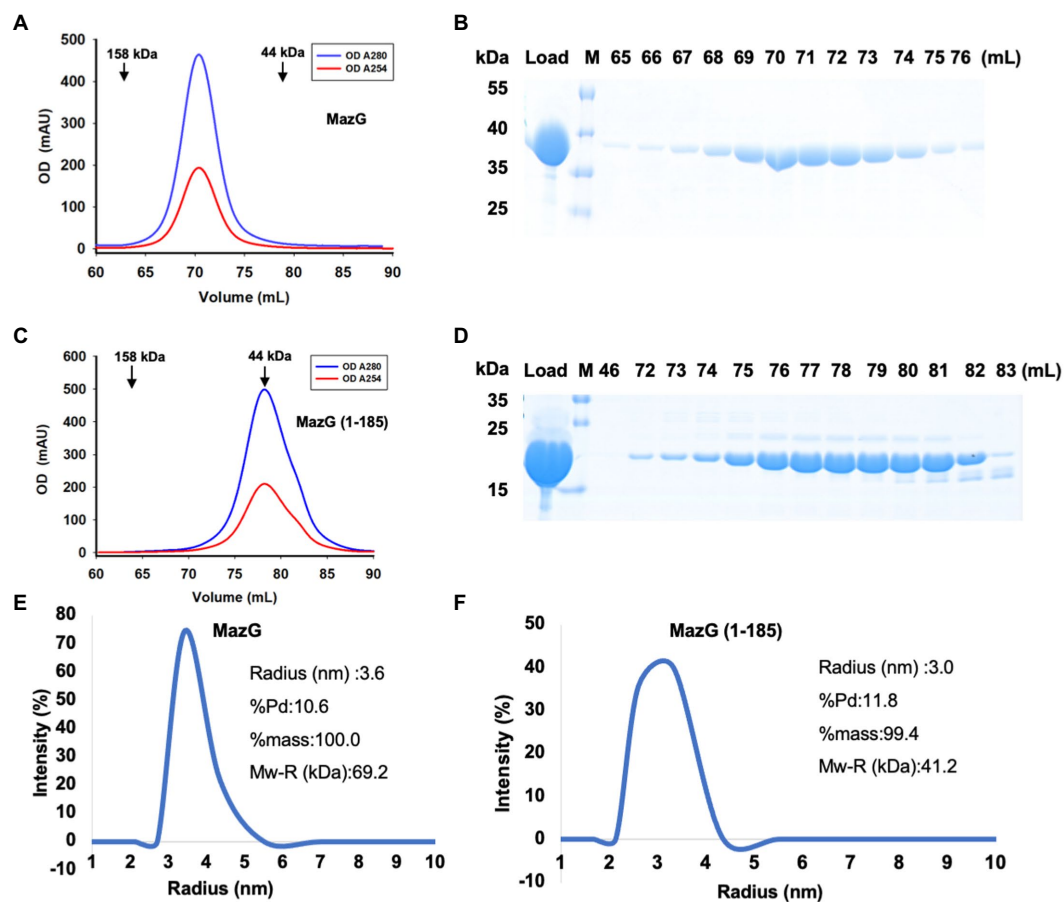 A
500
400
300
200
100
0
OD (mAU)
158 kDa
44 kDa
OD A280
OD A254
MazG
60 65 70 75 80 85 90
Volume (mL)
B
kDa Load M 65 66 67 68 69 70 71 72 73 74 75 76 (mL)
55
40
35
25
C
600
500
400
300
200
100
0
OD (mAU)
158 kDa
44 kDa
OD A280
OD A254
MazG (1-185)
60 65 70 75 80 85 90
Volume (mL)
D
kDa Load M 46 72 73 74 75 76 77 78 79 80 81 82 83 (mL)
35
25
15
E
80
70
60
50
40
30
20
10
0
-10
Intensity (%)
MazG
Radius (nm) :3.6
%Pd:10.6
%mass:100.0
Mw-R (kDa):69.2
1 2 3 4 5 6 7 8 9 10
Radius (nm)
F
50
40
30
20
10
0
-10
Intensity (%)
MazG (1-185)
Radius (nm) :3.0
%Pd:11.8
%mass:99.4
Mw-R (kDa):41.2
1 2 3 4 5 6 7 8 9 10
Radius (nm)